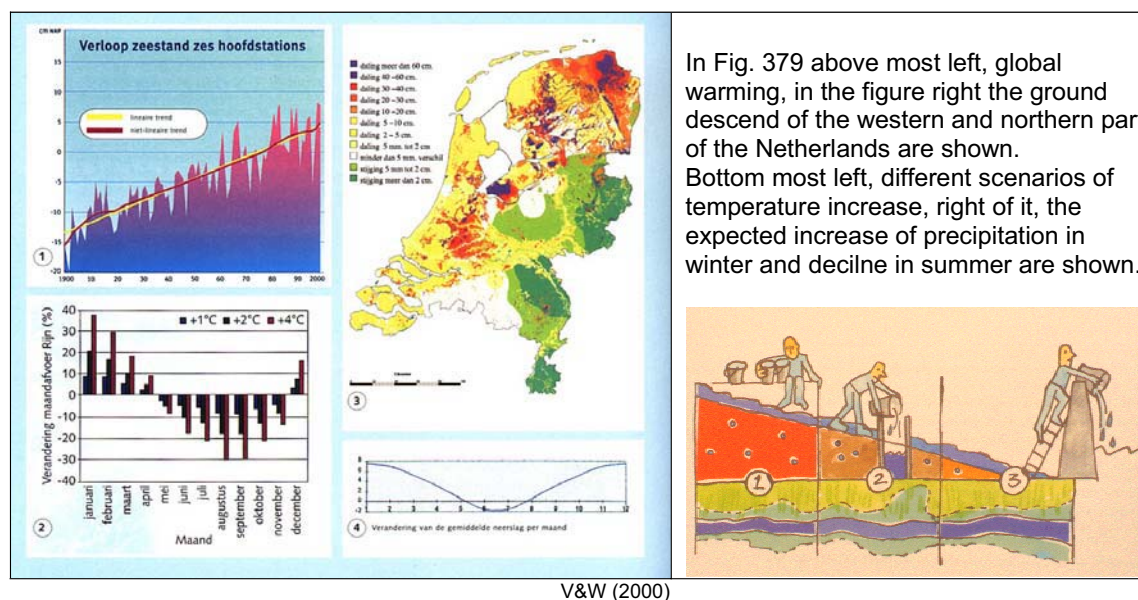 cm NAP
Verloop zeestand zes hoofdstations
15
10
5
0
-5
-10
-15
-20
lineaire trend
niet-lineaire trend
1
1900 10 20 30 40 50 60 70 80 90 2000
daling meer dan 60 cm.
daling 40 -60 cm.
daling 30 -40 cm.
daling 20 -30 cm.
daling 10 -20 cm.
daling 5 -10 cm.
daling 2 - 5 cm.
daling 5 mm. tot 2 cm
minder dan 5 mm. verschil
stijging 5 mm tot 2 cm.
stijging meer dan 2 cm.
3
Verandering maandafvoer Rijn (%)
+1°C +2°C +4°C
40
30
20
10
0
-10
-20
-30
-40
januari
februari
maart
april
mei
juni
juli
augustus
september
oktober
november
december
2
Maand
8
6
4
2
0
-2
1 2 3 4 5 6 7 8 9 10 11 12
4 Verandering van de gemiddelde neerslag per maand
In Fig. 379 above most left, global
warming, in the figure right the ground
descend of the western and northern par
of the Netherlands are shown.
Bottom most left, different scenarios of
temperature increase, right of it, the
expected increase of precipitation in
winter and decilne in summer are shown.
1 2 3
V&W (2000)